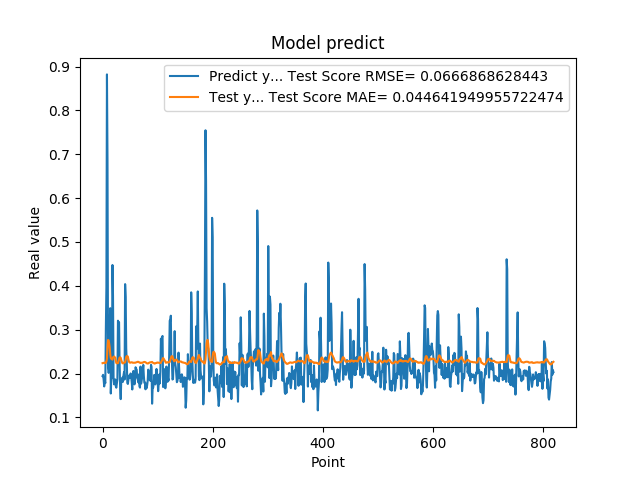 Model predict
Predict y... Test Score RMSE= 0.0666868628443
Test y... Test Score MAE= 0.044641949955722474
0.9
0.8
0.7
0.6
0.5
0.4
0.3
0.2
0.1
Real value
0 200 400 600 800
Point